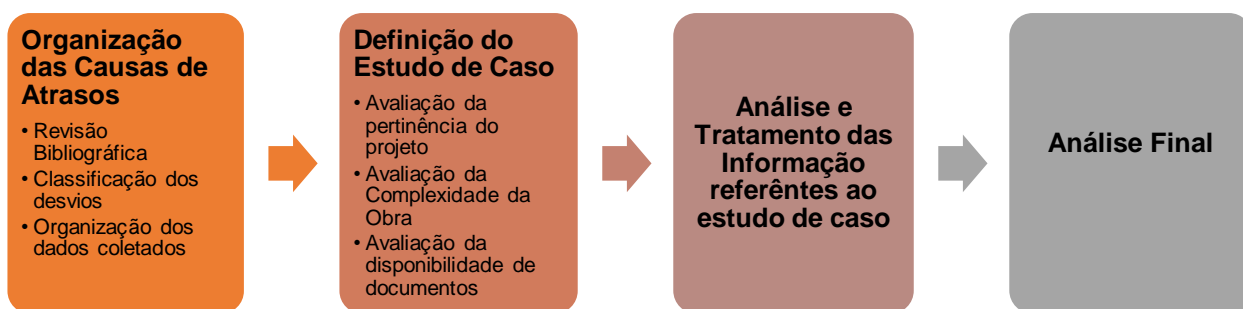 Organização
das Causas de
Atrasos
• Revisão
Bibliográfica
• Classificação dos
desvios
• Organização dos
dados coletados
Definição do
Estudo de Caso
• Avaliação da
pertinência do
projeto
• Avaliação da
Complexidade da
Obra
• Avaliação da
disponibilidade de
documentos
Análise e
Tratamento das
Informação
referêntes ao
estudo de caso
Análise Final